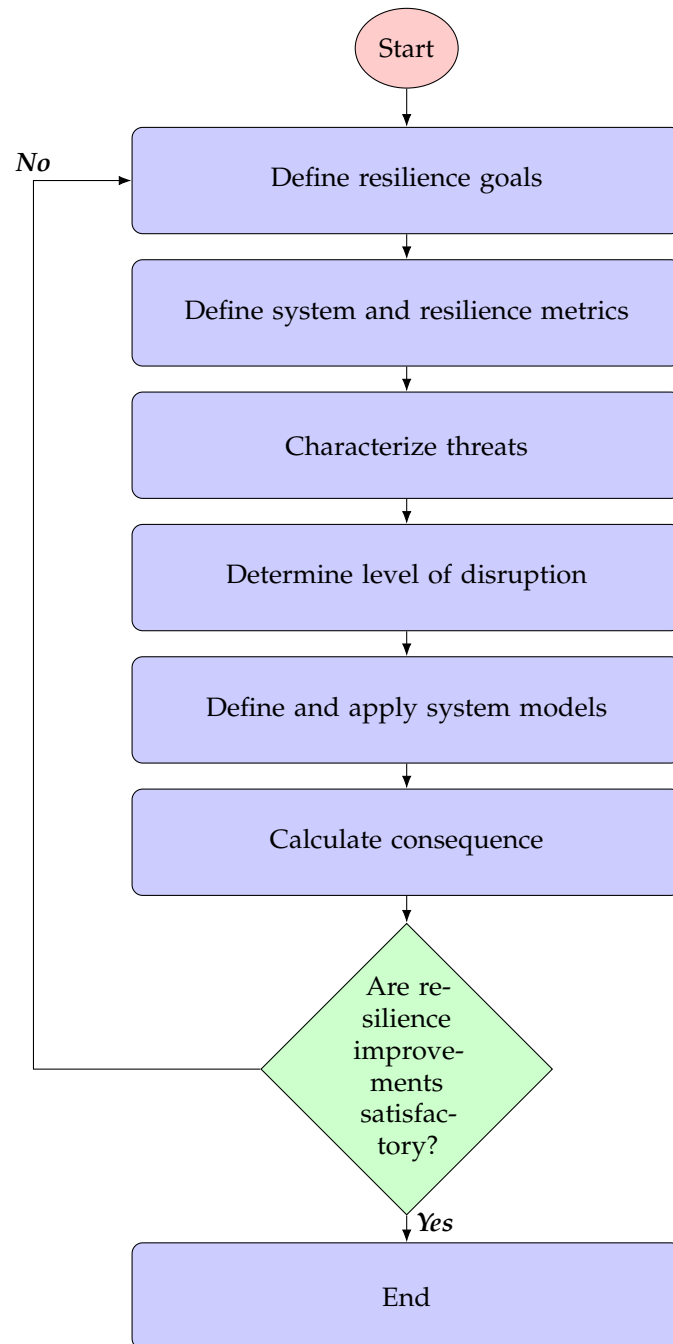 Start
No
Define resilience goals
Define system and resilience metrics
Characterize threats
Determine level of disruption
Define and apply system models
Calculate consequence
Are re-
silience
improve-
ments
satisfac-
tory?
Yes
End